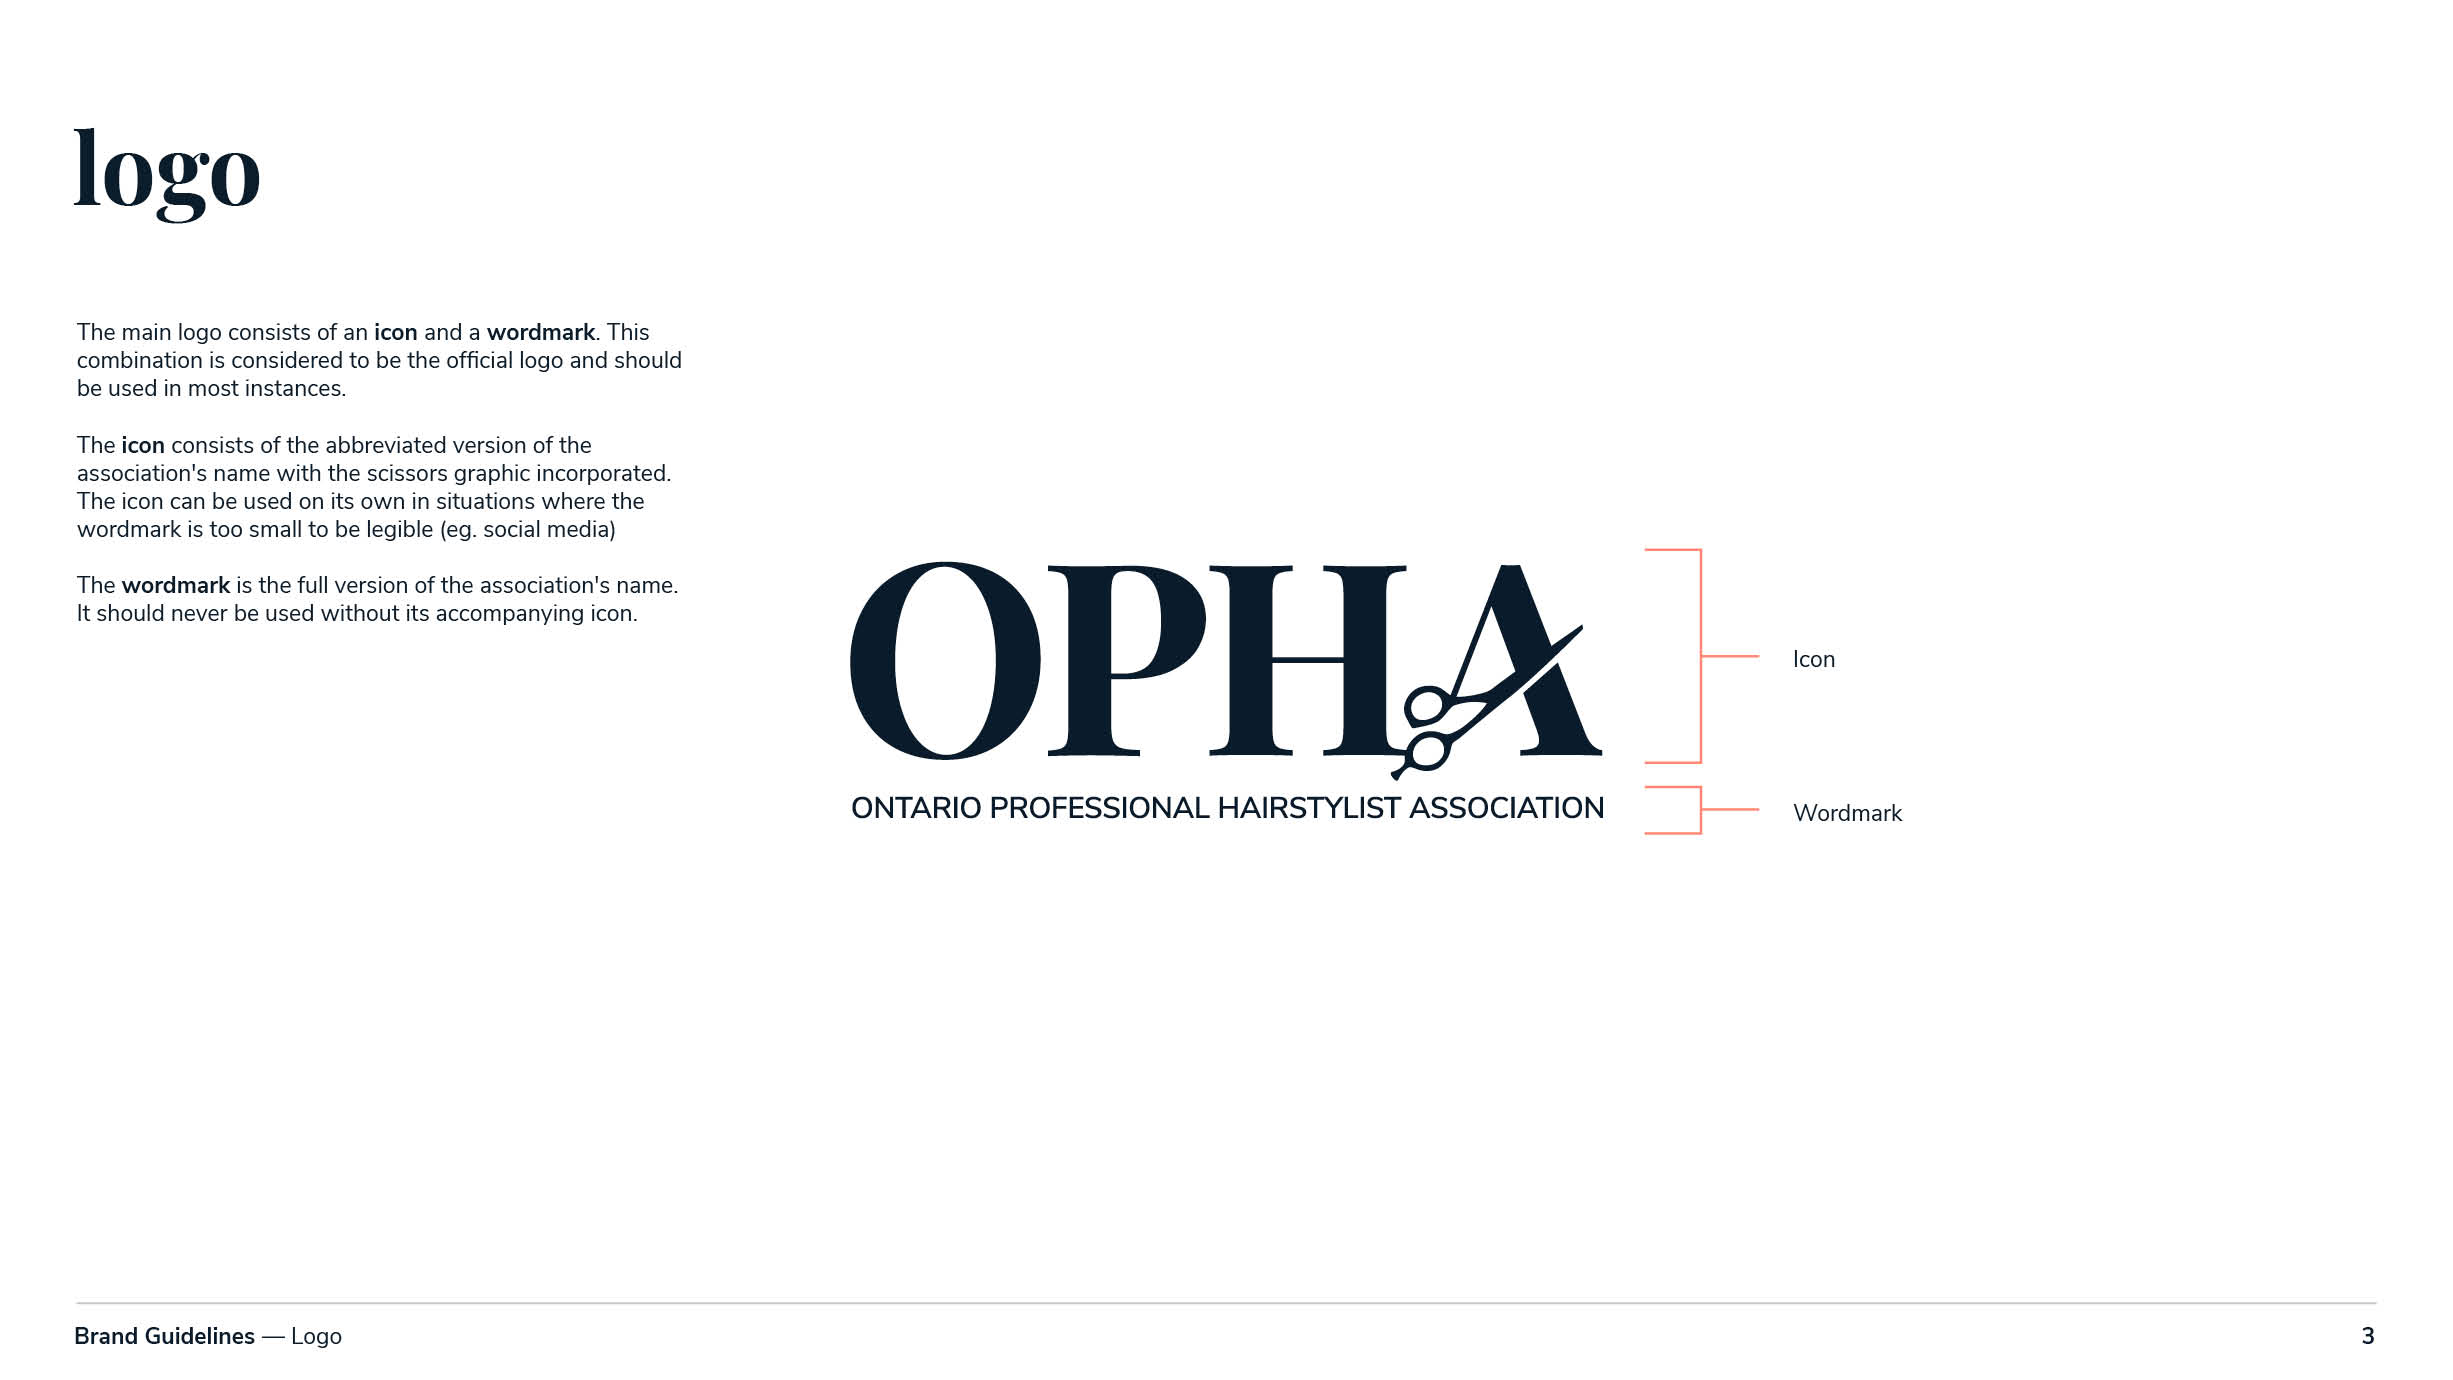 logo
The main logo consists of an icon and a wordmark. This
combination is considered to be the official logo and should
be used in most instances.
The icon consists of the abbreviated version of the
association's name with the scissors graphic incorporated.
The icon can be used on its own in situations where the
wordmark is too small to be legible (eg. social media)
The wordmark is the full version of the association's name.
It should never be used without its accompanying icon.
OPHA
ONTARIO PROFESSIONAL HAIRSTYLIST ASSOCIATION
Icon
Wordmark
Brand Guidelines — Logo
3